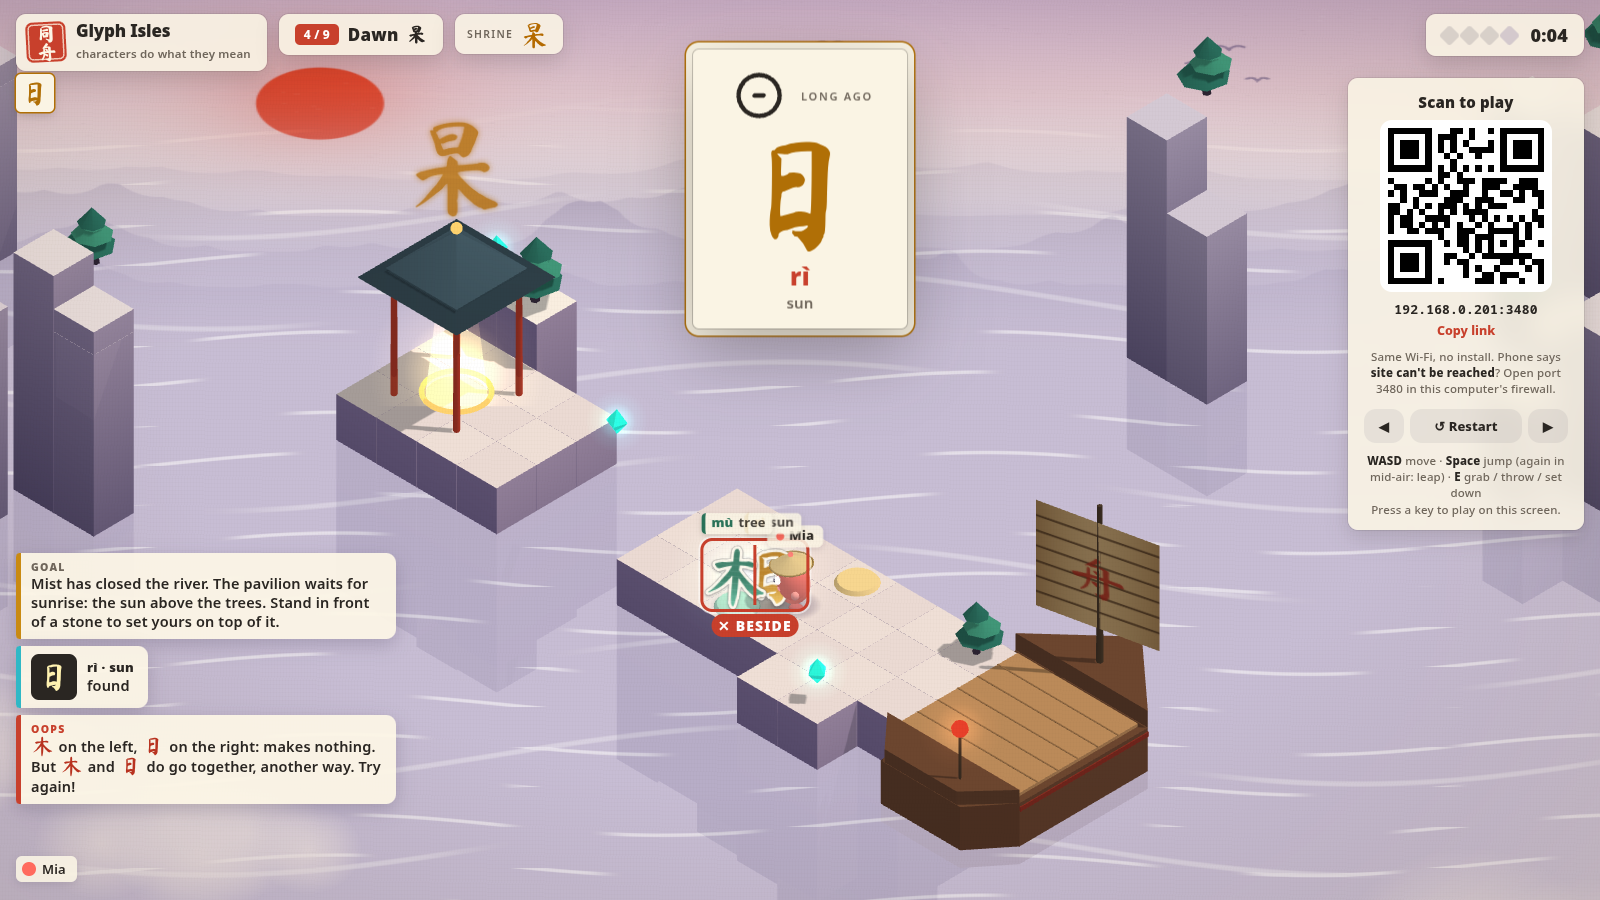 同舟
Glyph Isles
characters do what they mean
4 / 9 Dawn 杲
SHRINE 杲
0:04
日
杲
LONG AGO
日
rì
sun
Scan to play
192.168.0.201:3480
Copy link
Same Wi-Fi, no install. Phone says
site can't be reached? Open port
3480 in this computer's firewall.
◀ ↺ Restart ▶
WASD move · Space jump (again in
mid-air: leap) · E grab / throw / set
down
Press a key to play on this screen.
mù tree sun
Mia
木 日
✕ BESIDE
舟
GOAL
Mist has closed the river. The pavilion waits for
sunrise: the sun above the trees. Stand in front
of a stone to set yours on top of it.
日 rì · sun
found
OOPS
木 on the left, 日 on the right: makes nothing.
But 木 and 日 do go together, another way. Try
again!
Mia